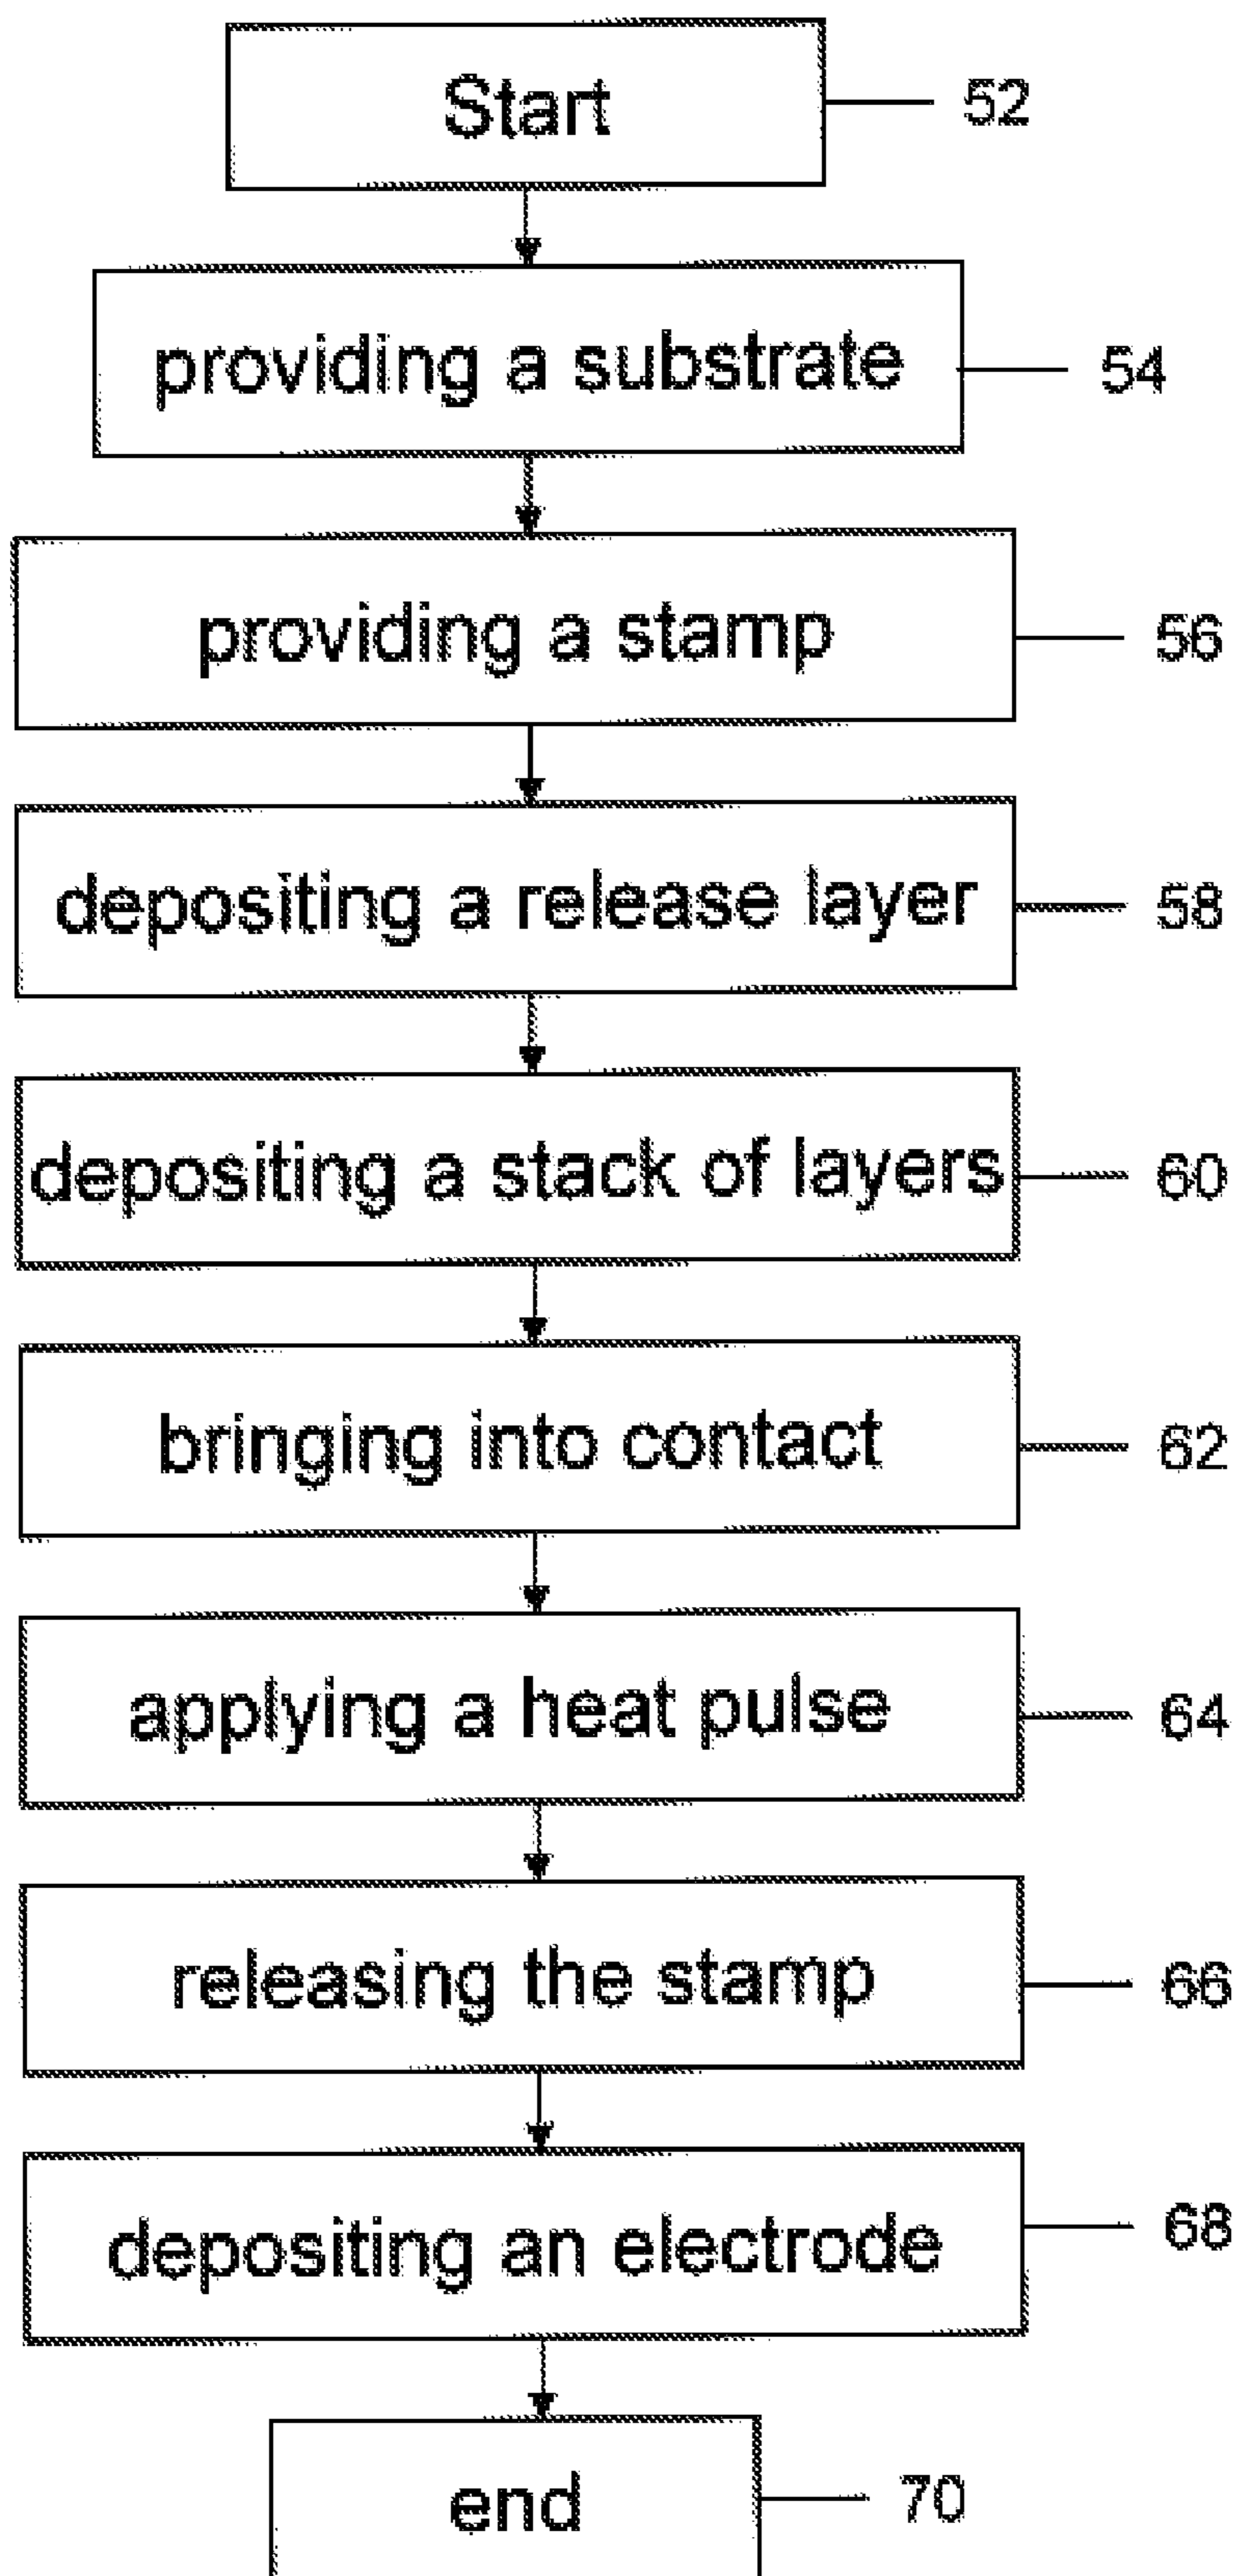 Start 52
providing a substrate 54
providing a stamp 56
depositing a release layer 58
depositing a stack of layers 60
bringing into contact 62
applying a heat pulse 64
releasing the stamp 66
depositing an electrode 68
end 70